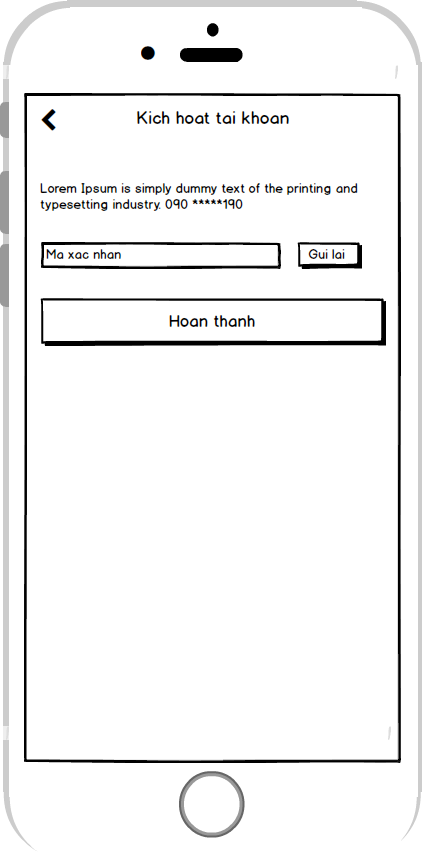 Kich hoat tai khoan
Lorem Ipsum is simply dummy text of the printing and
typesetting industry. 090 *****190
Ma xac nhan
Gui lai
Hoan thanh